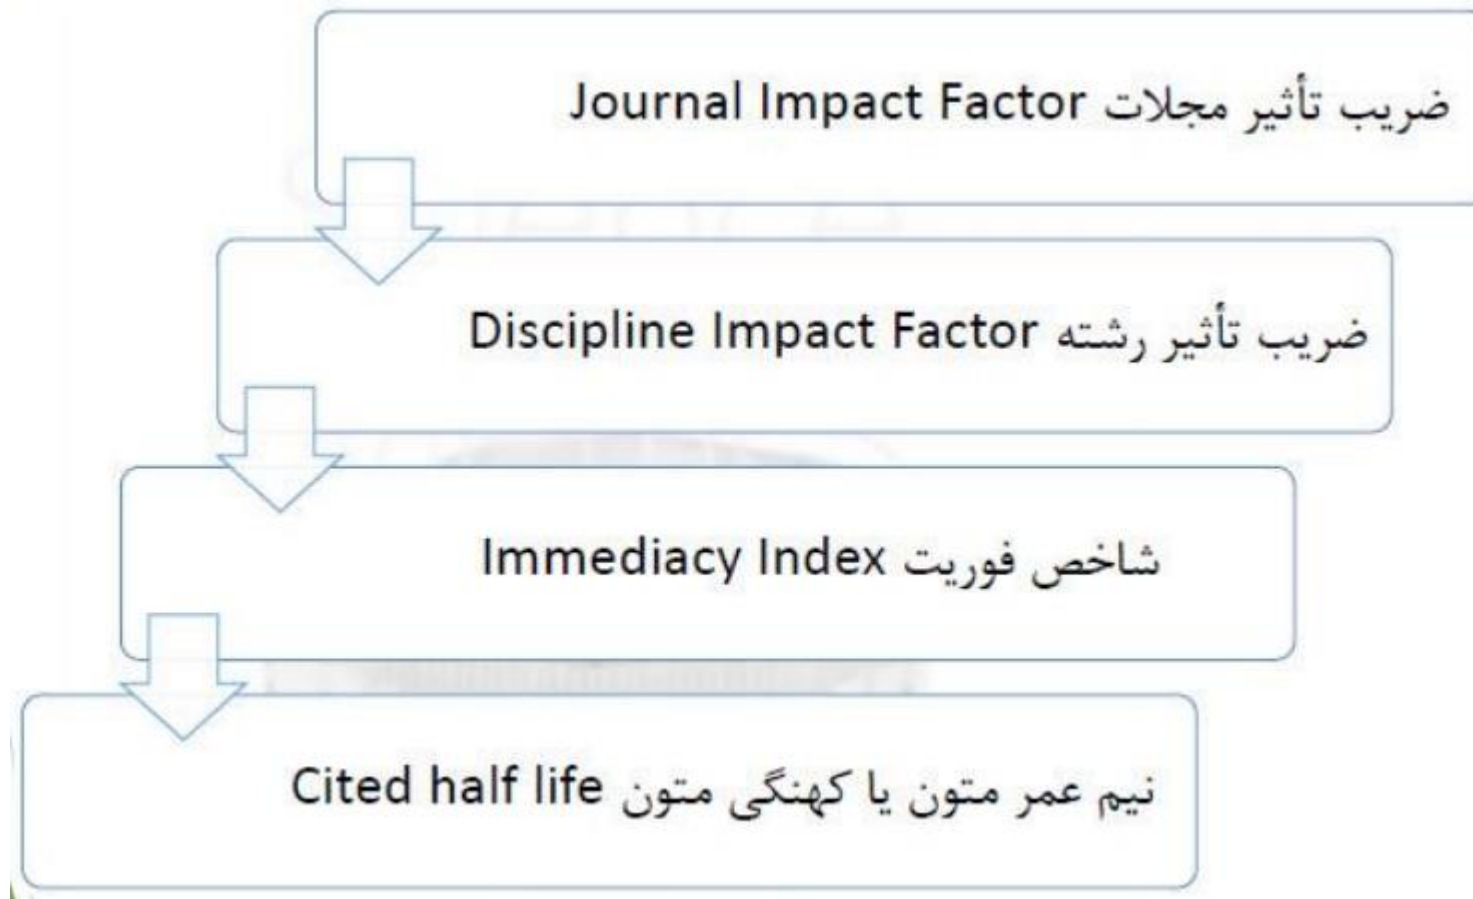 ضریب تأثیر مجلات Journal Impact Factor
ضریب تأثیر رشته Discipline Impact Factor
شاخص فوریت Immediacy Index
نیم عمر متون یا کهنگی متون Cited half life